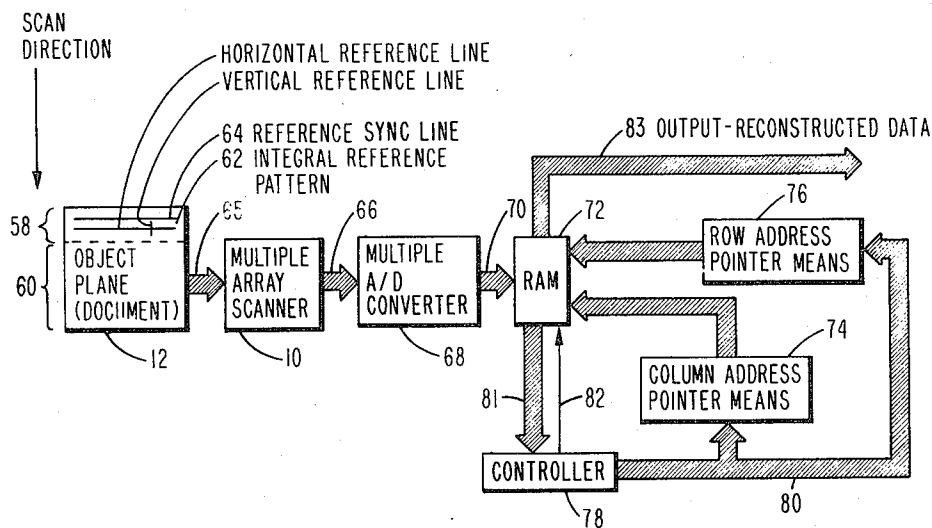 SCAN
DIRECTION
HORIZONTAL REFERENCE LINE
VERTICAL REFERENCE LINE
64 REFERENCE SYNC LINE
62 INTEGRAL REFERENCE
PATTERN
83 OUTPUT-RECONSTRUCTED DATA
58
65
66
70
72
76
60
OBJECT
PLANE
(DOCUMENT)
MULTIPLE
ARRAY
SCANNER
MULTIPLE
A/D
CONVERTER
RAM
ROW ADDRESS
POINTER MEANS
12
10
68
74
81
82
COLUMN ADDRESS
POINTER MEANS
CONTROLLER
78
80